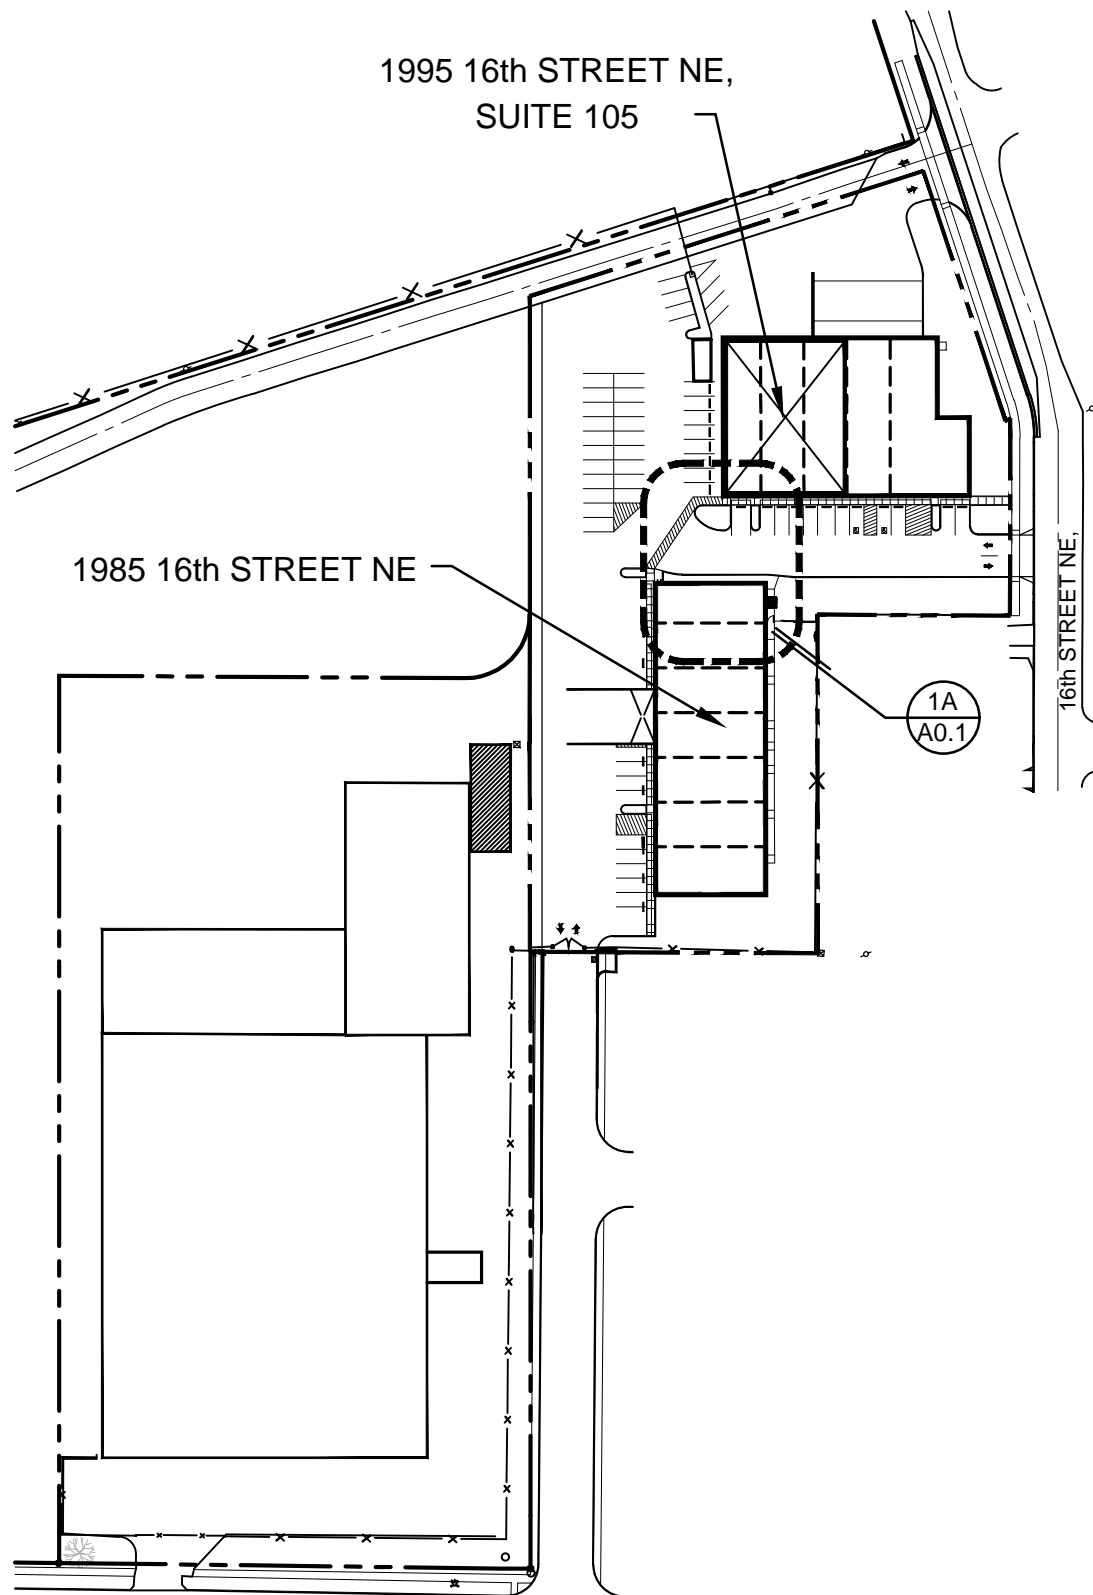 1995 16th STREET NE,
SUITE 105
1985 16th STREET NE
16th STREET NE,
1A
A0.1